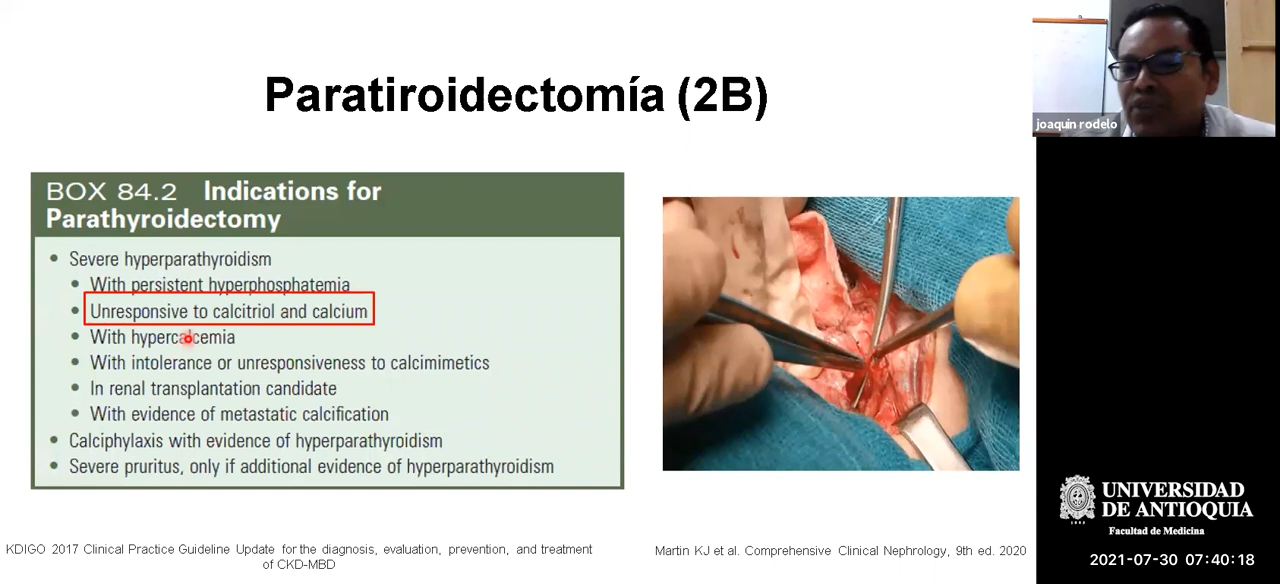 Paratiroidectomía (2B)
joaquin rodelo
BOX 84.2 Indications for
Parathyroidectomy
• Severe hyperparathyroidism
• With persistent hyperphosphatemia
• Unresponsive to calcitriol and calcium
• With hypercalcemia
• With intolerance or unresponsiveness to calcimimetics
• In renal transplantation candidate
• With evidence of metastatic calcification
• Calciphylaxis with evidence of hyperparathyroidism
• Severe pruritus, only if additional evidence of hyperparathyroidism
KDIGO 2017 Clinical Practice Guideline Update for the diagnosis, evaluation, prevention, and treatment
of CKD-MBD
Martin KJ et al. Comprehensive Clinical Nephrology, 9th ed. 2020
1803
UNIVERSIDAD
DE ANTIOQUIA
Facultad de Medicina
2021-07-30 07:40:18